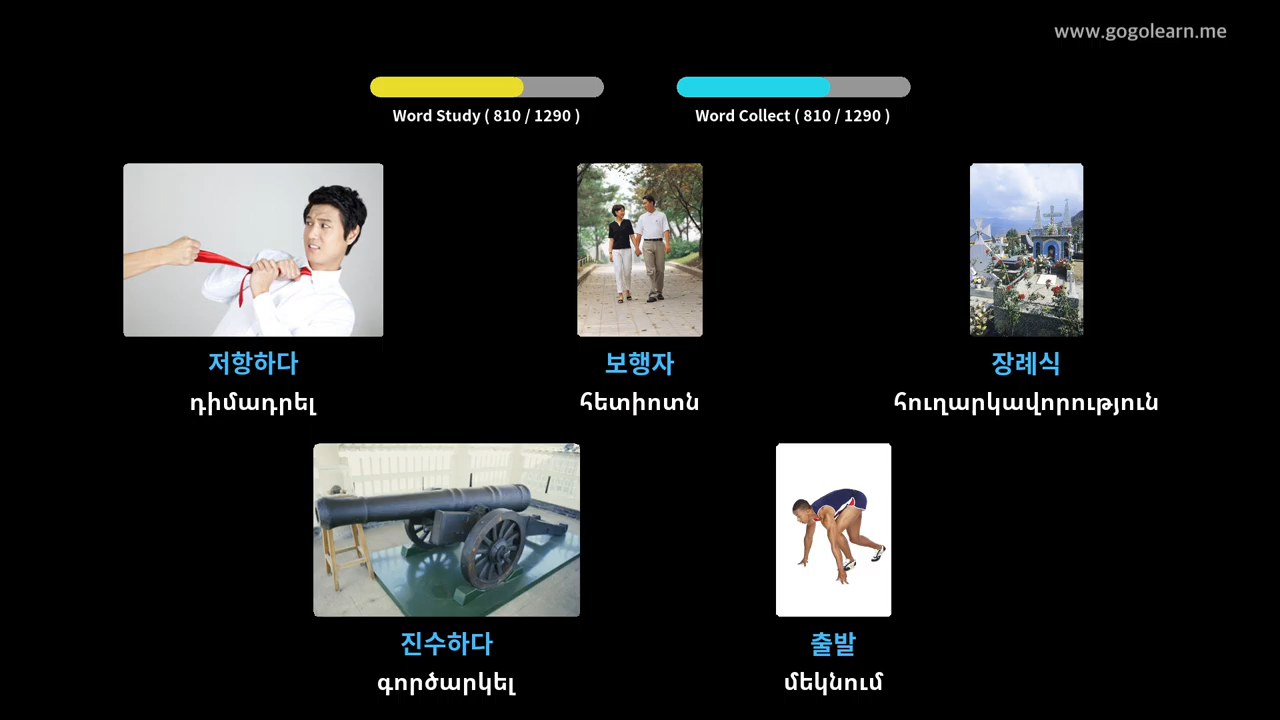 www.gogolearn.me
Word Study ( 810 / 1290 )
Word Collect ( 810 / 1290 )
저항하다
դիմադրել
보행자
հետիոտն
장례식
հուղարկավորություն
진수하다
գործարկել
출발
մեկնում